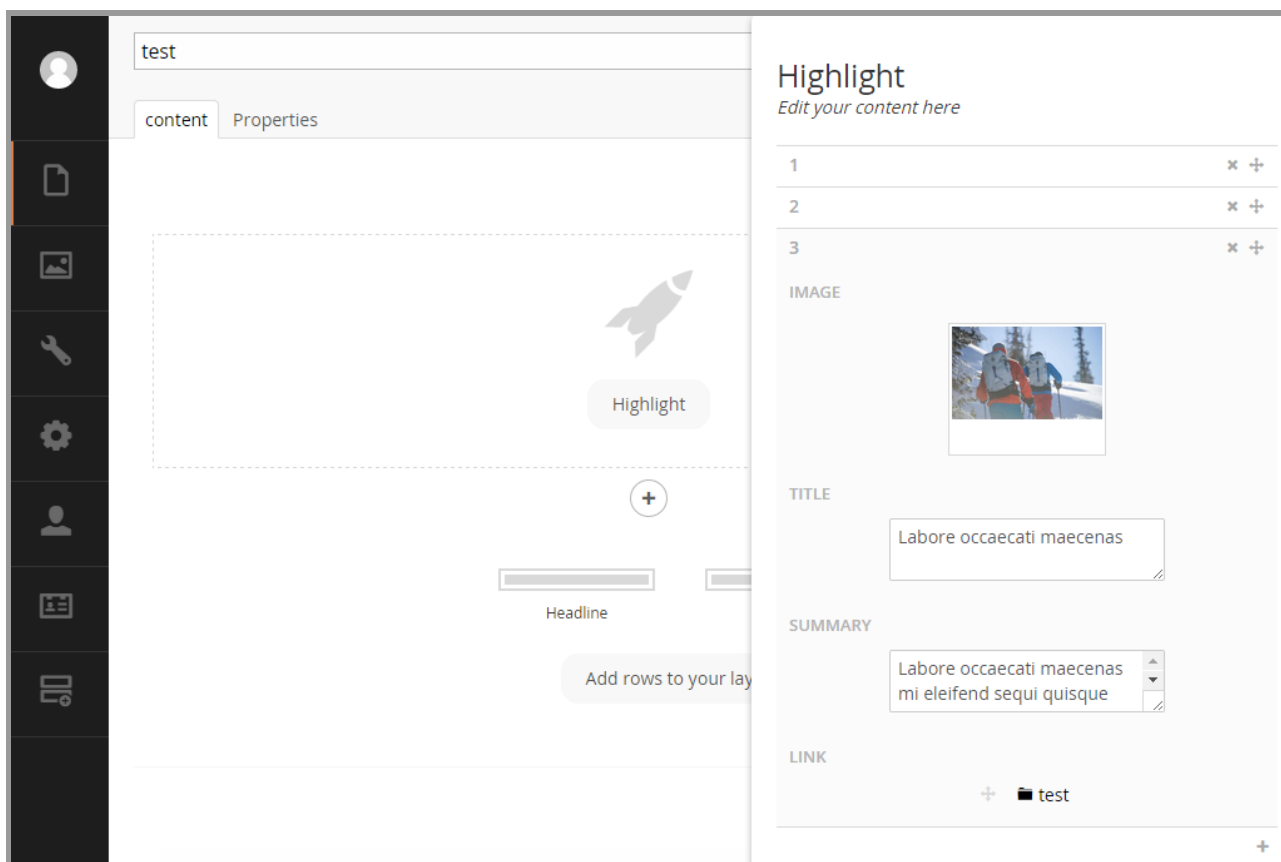 test
content Properties
Highlight
Headline
Add rows to your lay
Highlight
Edit your content here
1
2
3
IMAGE
TITLE
Labore occaecati maecenas
SUMMARY
Labore occaecati maecenas
mi eleifend sequi quisque
LINK
test